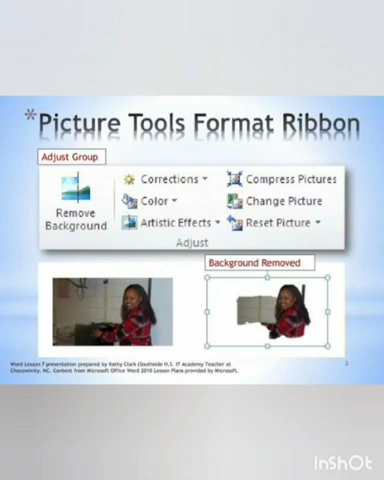 *Picture Tools Format Ribbon
Adjust Group
Remove
Background
Corrections
Color
Artistic Effects
Compress Pictures
Change Picture
Reset Picture
Adjust
Background Removed
Word Lesson 7 presentation prepared by Kathy Clark (Southside H.S. IT Academy Teacher at
Chocowinity, NC. Content from Microsoft Office Word 2010 Lesson Plans provided by Microsoft.
3
InShOt